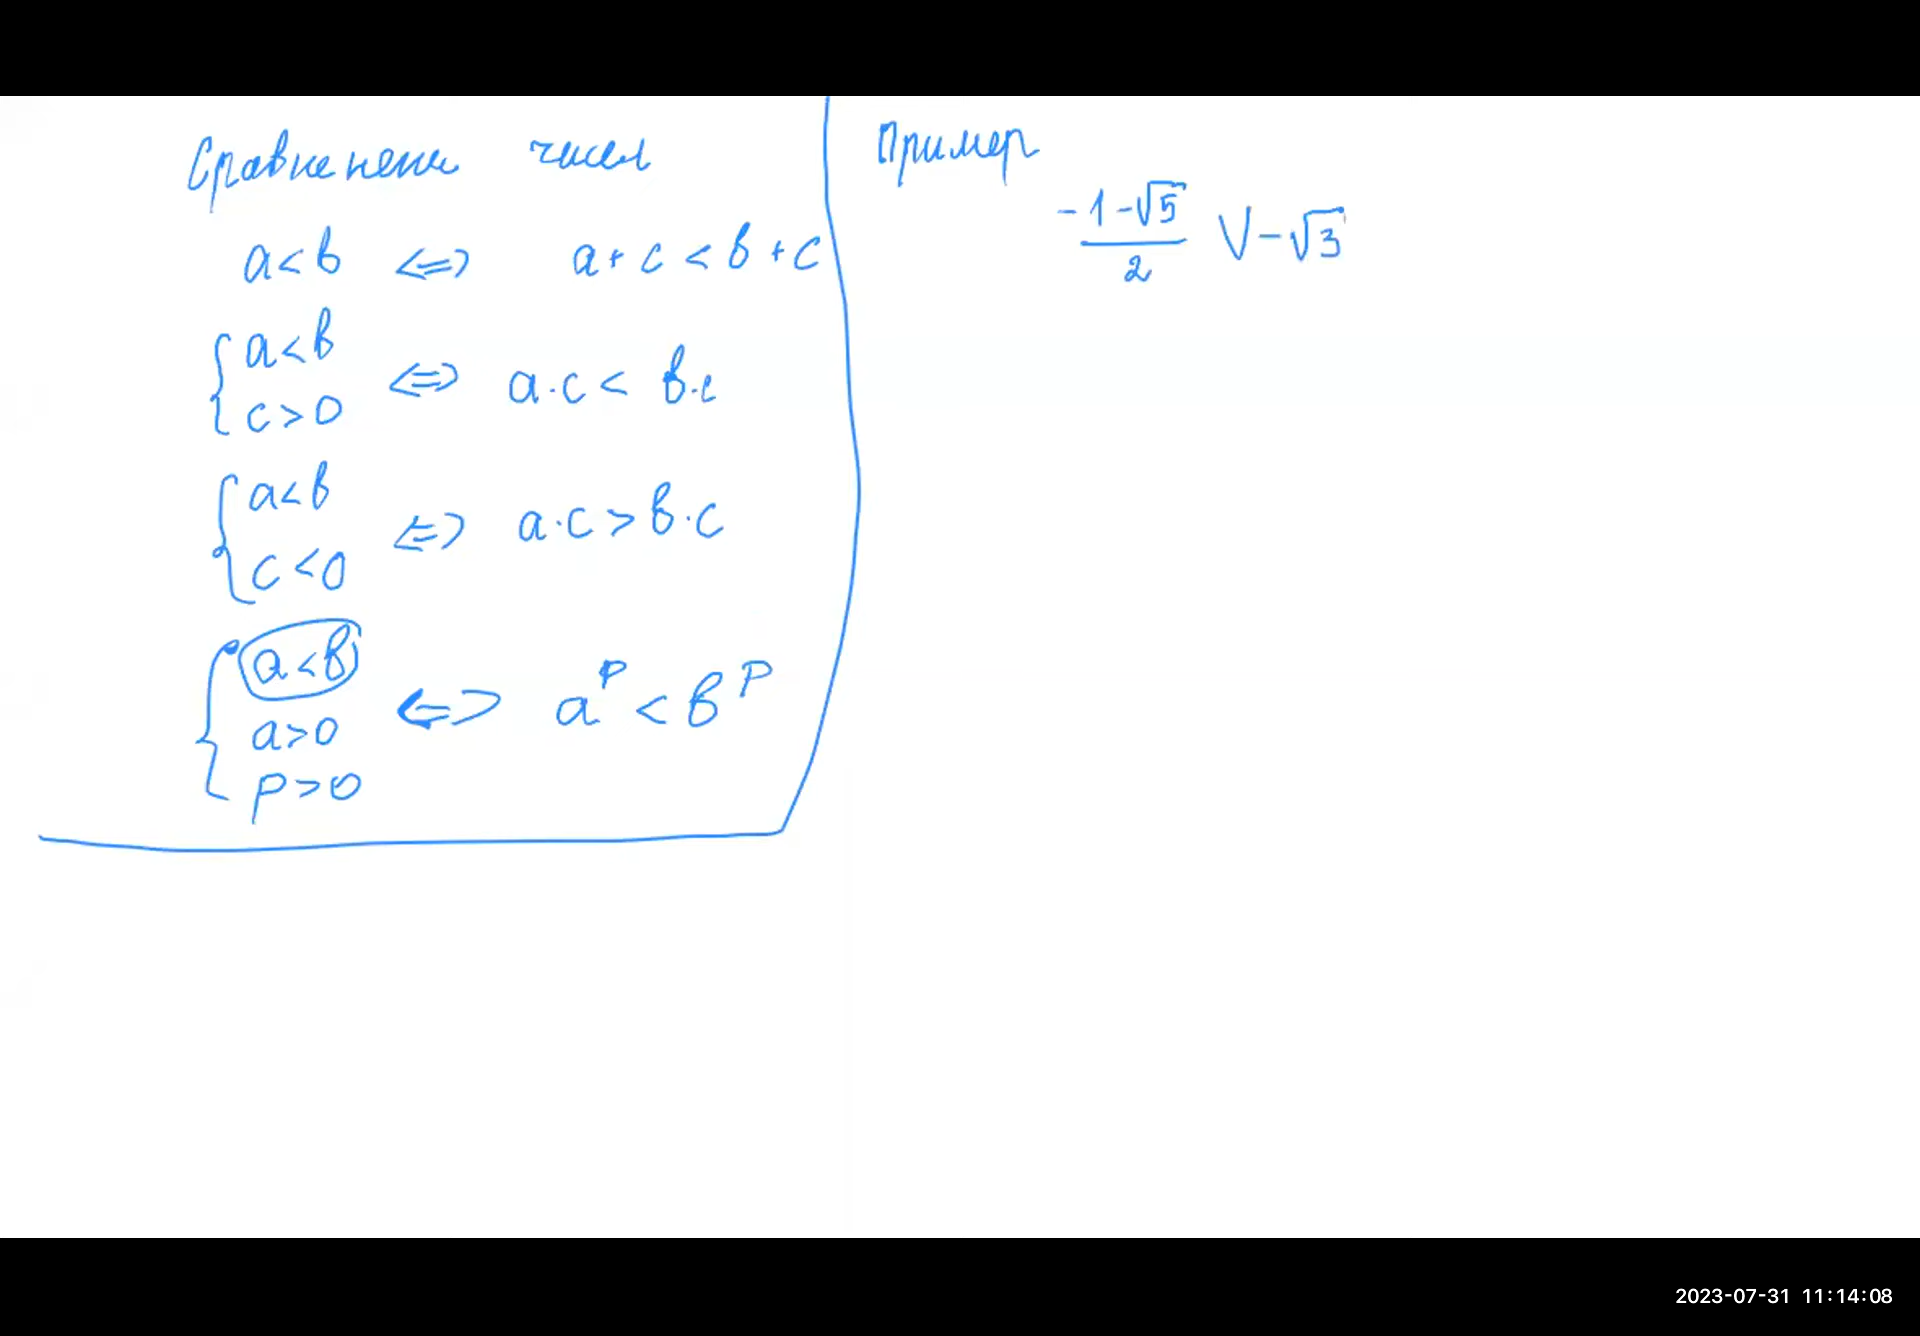 Сравнение чисел
a<b ⇔ a+c<b+c
{a<b
c>0 ⇔ a·c< b·c
{a<b
c<0 ⇔ a·c>b·c
{a<b
a>0 ⇔ a^p < b^p
p>0
Пример
(-1-√5)/2 V -√3
2023-07-31 11:14:08